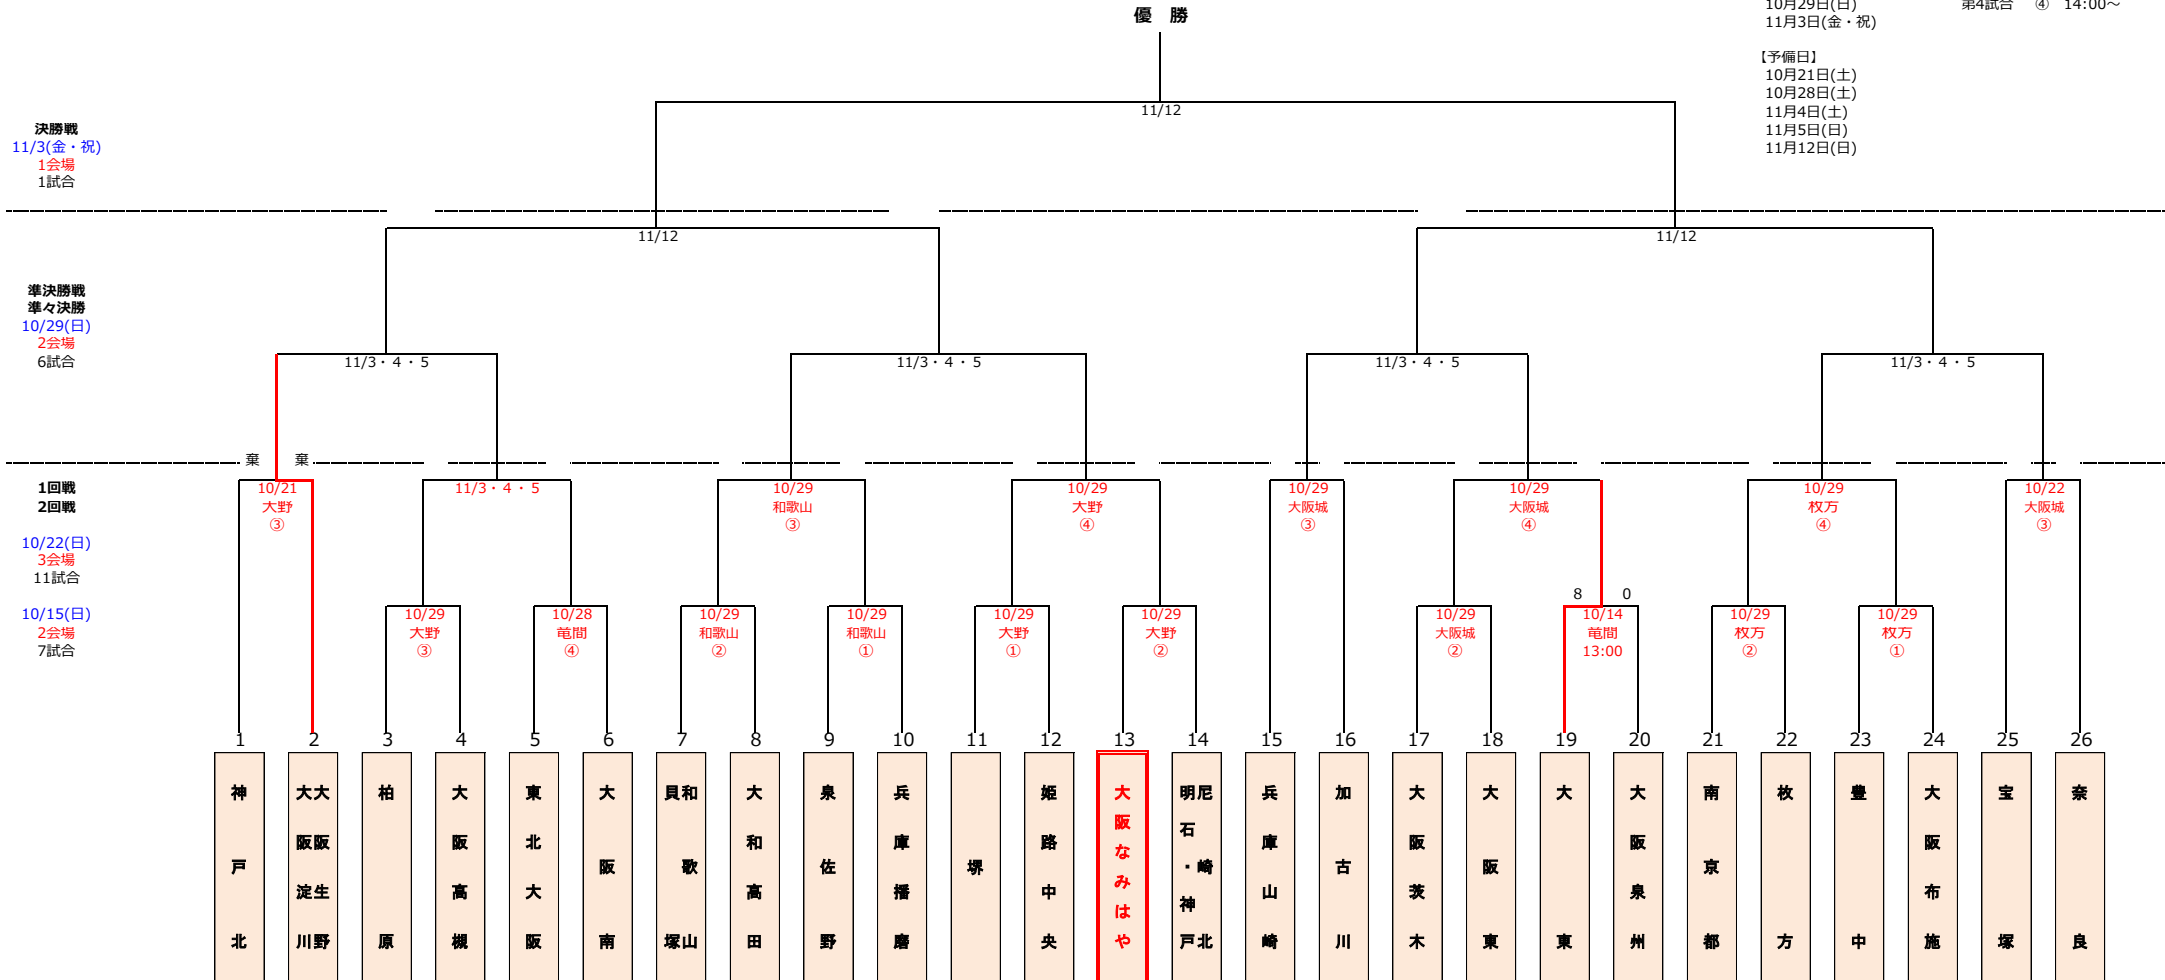 優　勝
10月29日(日)
第4試合　④　14:00～
11月3日(金・祝)
【予備日】
10月21日(土)
10月28日(土)
11月4日(土)
11月5日(日)
11月12日(日)
11/12
決勝戦
11/3(金・祝)
1会場
1試合
11/12
11/12
準決勝戦
準々決勝
10/29(日)
2会場
6試合
11/3・４・５
11/3・４・５
11/3・４・５
11/3・４・５
棄　棄
1回戦
2回戦
10/22(日)
3会場
11試合
10/15(日)
2会場
7試合
10/21
大野
③
11/3・４・５
10/29
和歌山
③
10/29
大野
④
10/29
大阪城
③
10/29
大阪城
④
10/29
枚方
④
10/22
大阪城
③
10/29
大野
③
10/28
竜間
④
10/29
和歌山
②
10/29
和歌山
①
10/29
大野
①
10/29
大野
②
10/29
大阪城
②
8　0
10/14
竜間
13:00
10/29
枚方
②
10/29
枚方
①
1 2 3 4 5 6 7 8 9 10 11 12 13 14 15 16 17 18 19 20 21 22 23 24 25 26
神戸北
大阪淀川
大阪生野
柏原
大阪高槻
東北大阪
大阪南
貝塚
和歌山
大和高田
泉佐野
兵庫播磨
堺
姫路中央
大阪なみはや
明石・神戸
尼崎北
兵庫山崎
加古川
大阪茨木
大阪東
大東
大阪泉州
南京都
枚方
豊中
大阪布施
宝塚
奈良